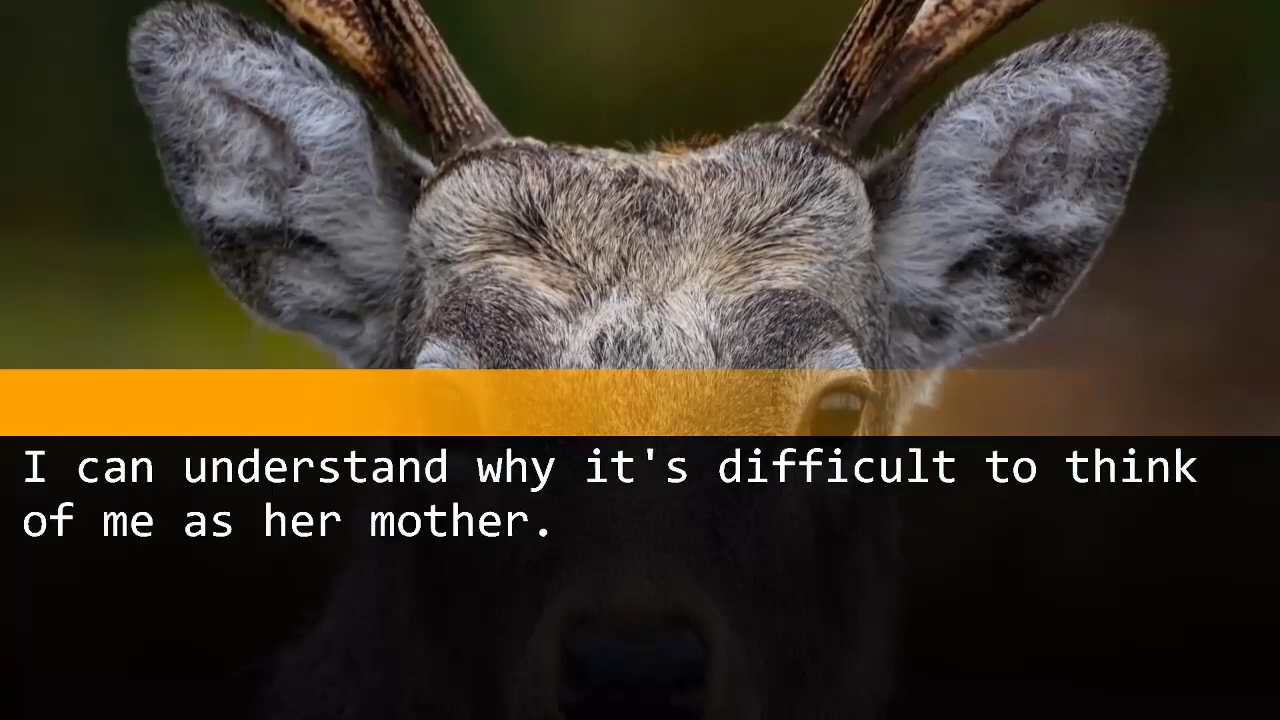 I can understand why it's difficult to think
of me as her mother.